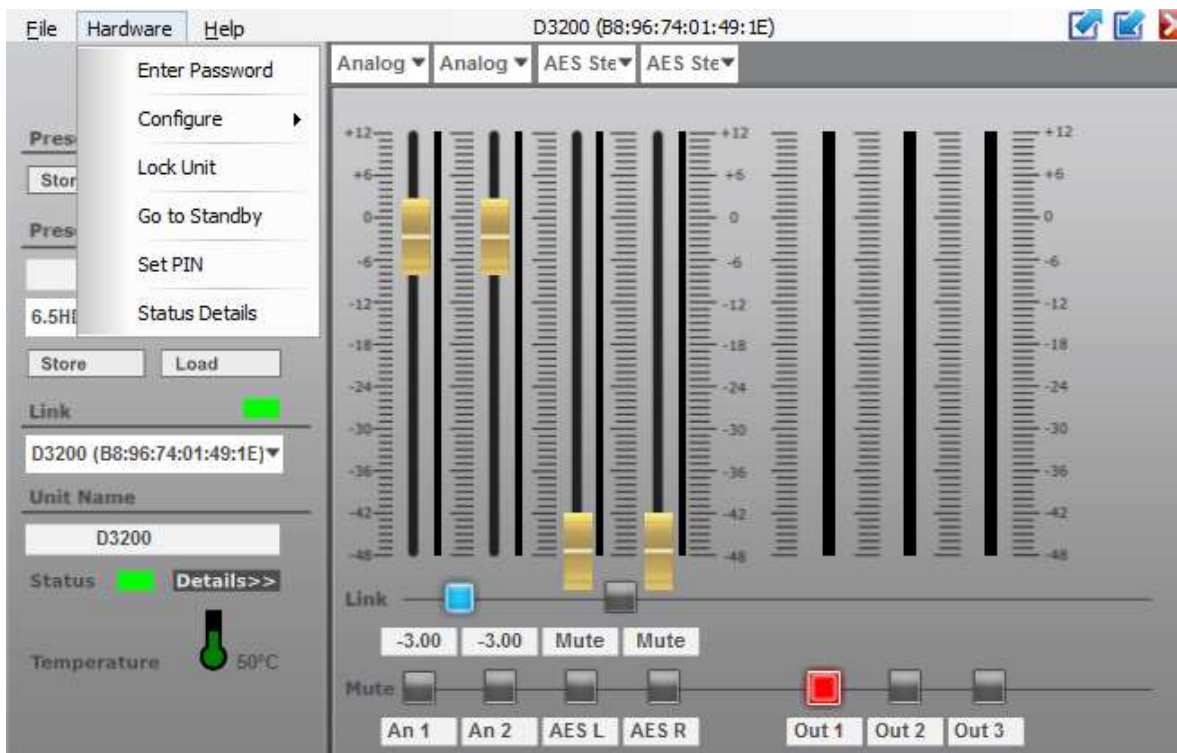 File Hardware Help D3200 (B8:96:74:01:49:1E)
Enter Password
Configure
Lock Unit
Go to Standby
Set PIN
Status Details
Analog Analog AES Ste AES Ste
Pres
Stor
Pres
6.5HE
Store Load
Link
D3200 (B8:96:74:01:49:1E)
Unit Name
D3200
Status Details>>
Temperature 50°C
+12 +12 +12
+6 +6 +6
0 0 0
-6 -6 -6
-12 -12 -12
-18 -18 -18
-24 -24 -24
-30 -30 -30
-36 -36 -36
-42 -42 -42
-48 -48 -48
Link
-3.00 -3.00 Mute Mute
Mute
An 1 An 2 AES L AES R Out 1 Out 2 Out 3